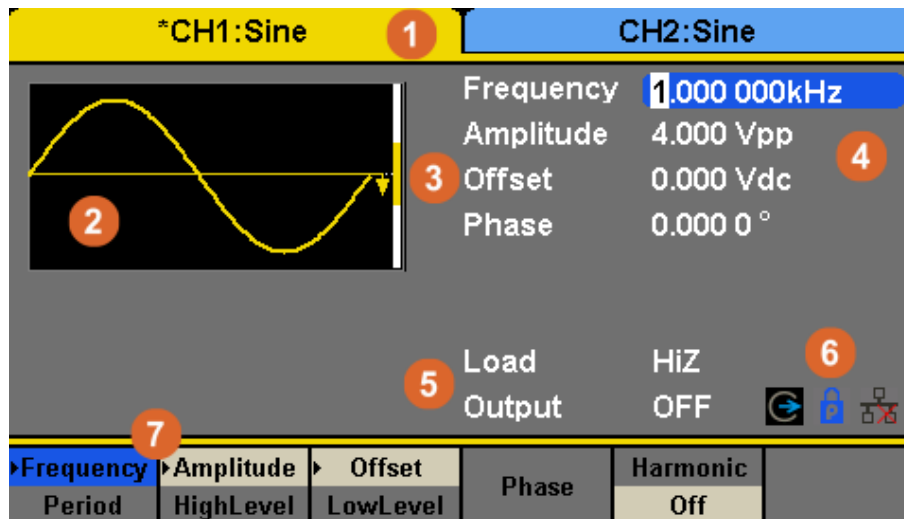 *CH1:Sine 1 CH2:Sine
Frequency 1.000 000kHz
Amplitude 4.000 Vpp
4
3 Offset 0.000 Vdc
2 Phase 0.000 0 °
Load HiZ 6
5
Output OFF P
7
Frequency Amplitude Offset Phase Harmonic
Period HighLevel LowLevel Off